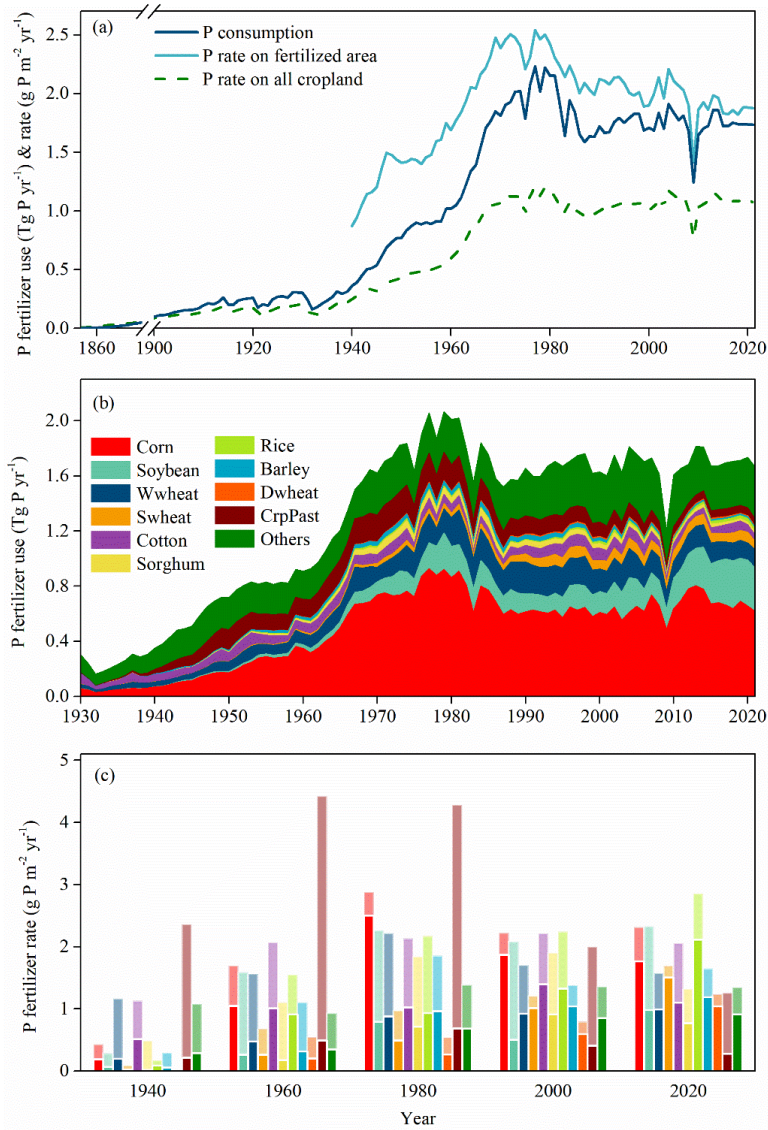 (a)
P consumption
P rate on fertilized area
P rate on all cropland
P fertilizer use (Tg P yr⁻¹) & rate (g P m⁻² yr⁻¹)
2.5
2.0
1.5
1.0
0.5
0.0
1860 1900 1920 1940 1960 1980 2000 2020
(b)
P fertilizer use (Tg P yr⁻¹)
2.0
1.6
1.2
0.8
0.4
0.0
Corn Rice
Soybean Barley
Wwheat Dwheat
Swheat CrpPast
Cotton Others
Sorghum
1930 1940 1950 1960 1970 1980 1990 2000 2010 2020
(c)
P fertilizer rate (g P m⁻² yr⁻¹)
5
4
3
2
1
0
1940 1960 1980 2000 2020
Year